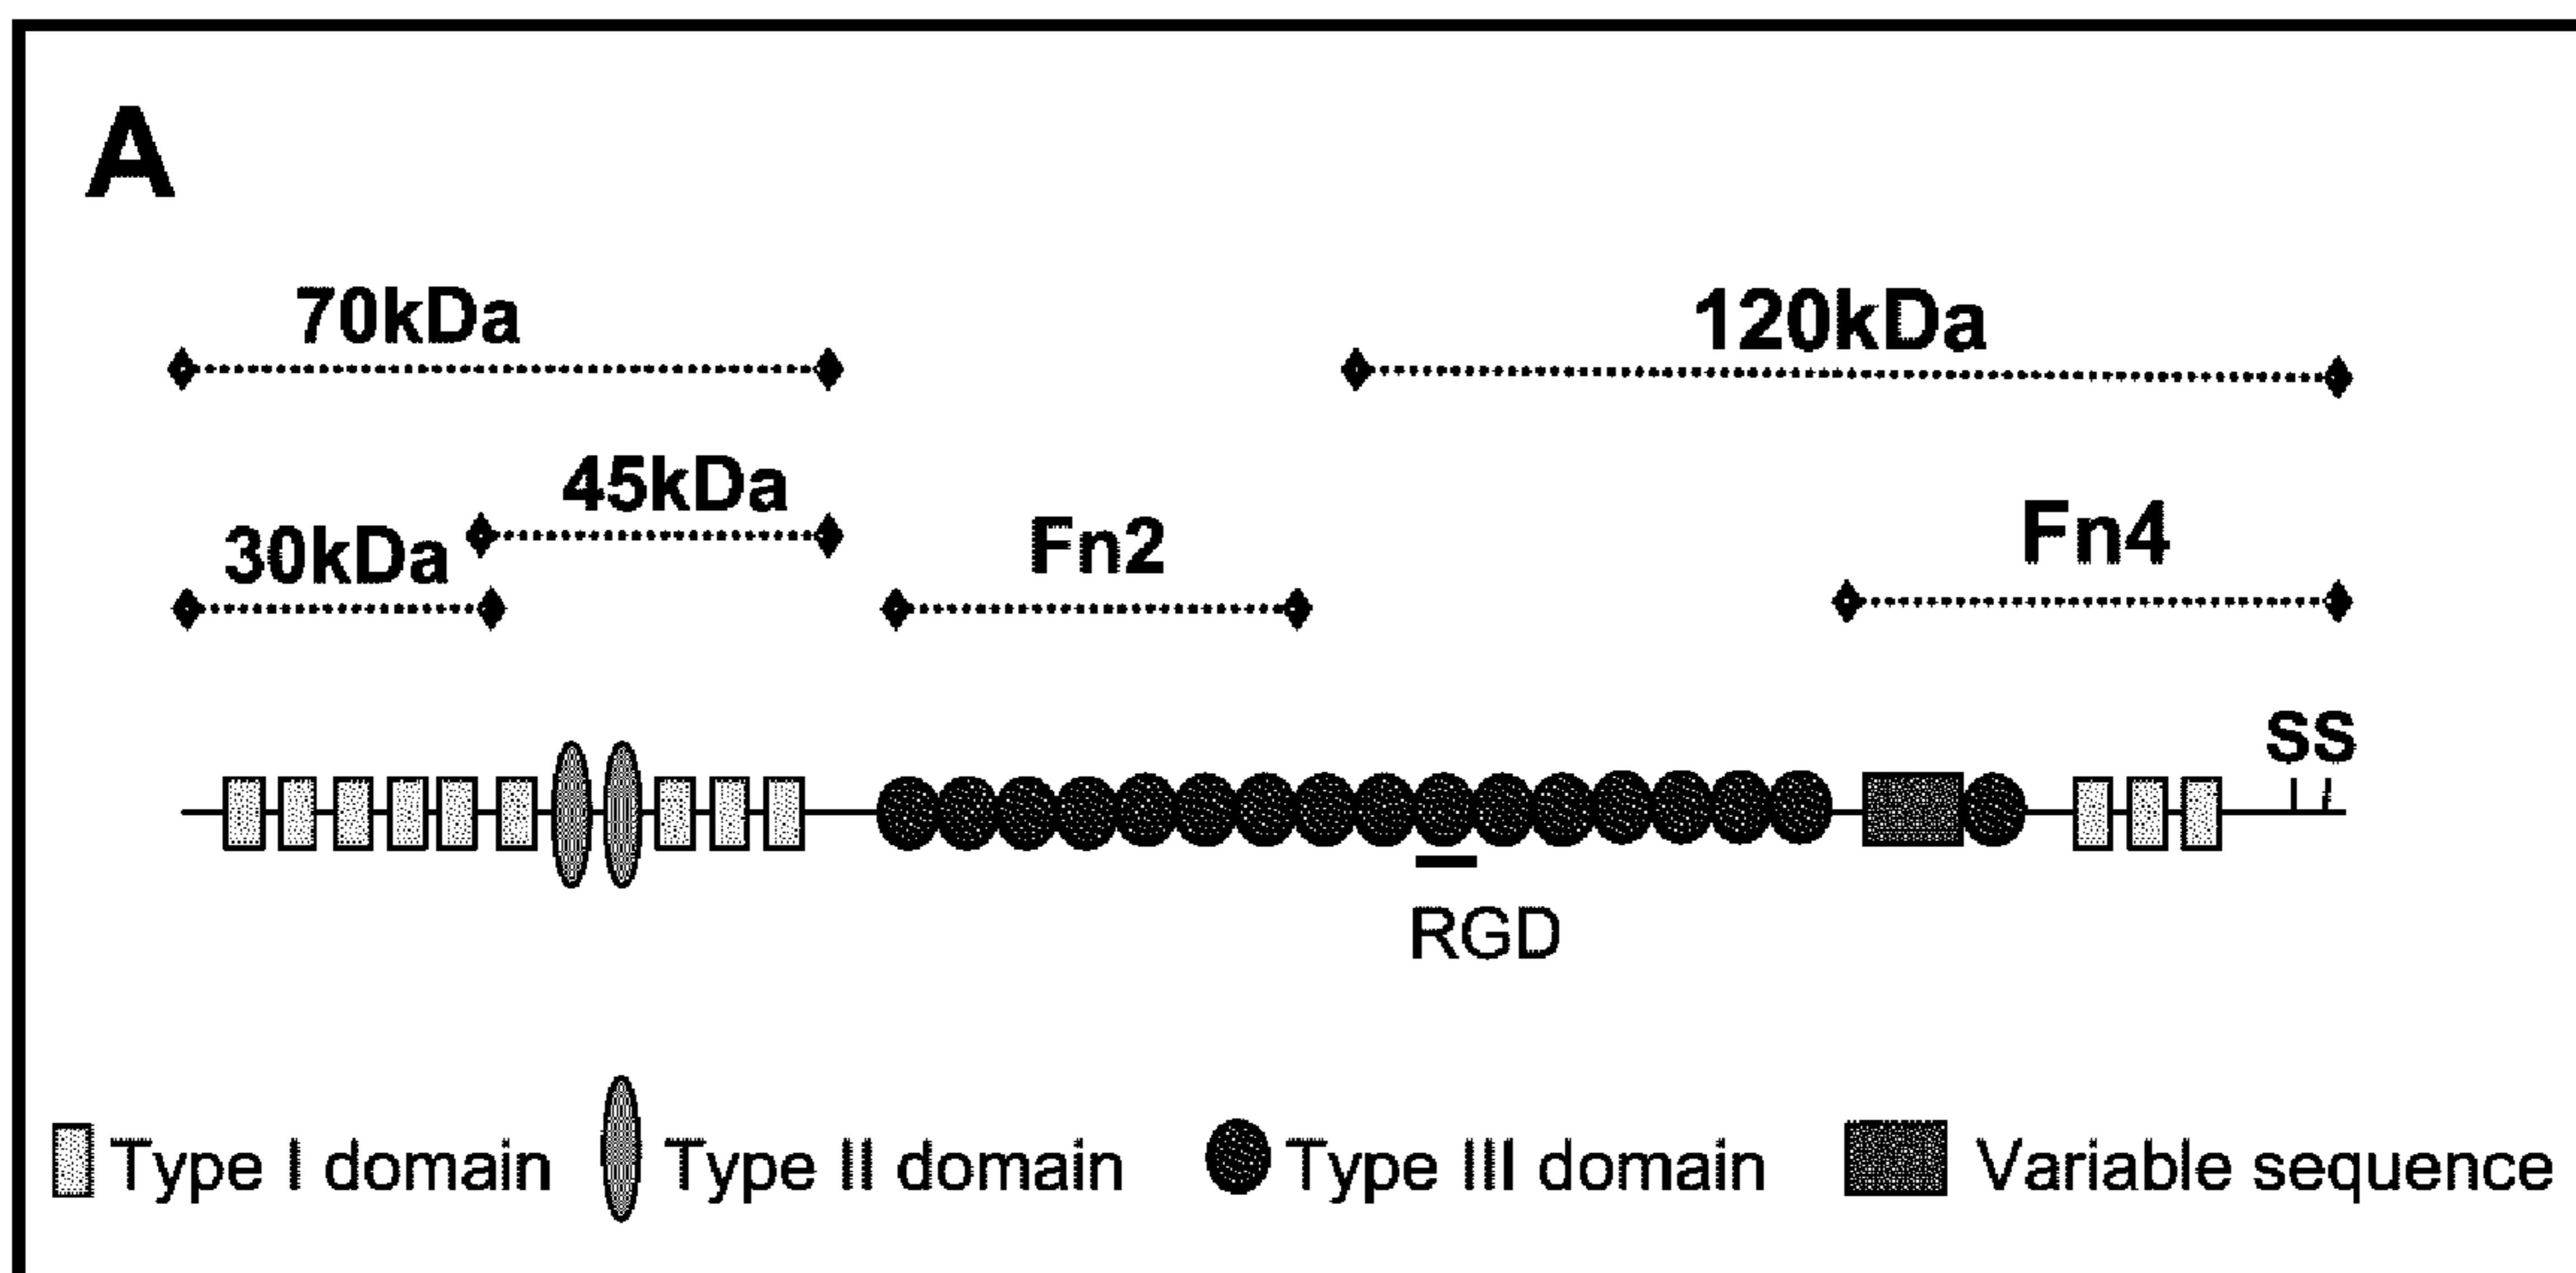 A
70kDa
120kDa
45kDa
30kDa
Fn2
Fn4
SS
RGD
Type I domain
Type II domain
Type III domain
Variable sequence